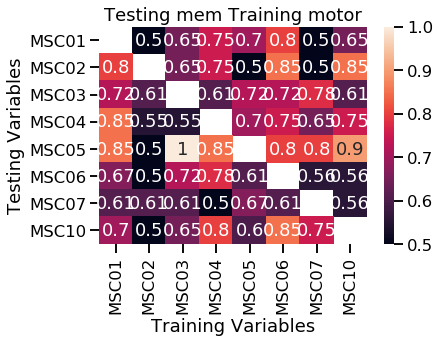 Testing mem Training motor
Testing Variables
MSC01 0.5 0.65 0.75 0.7 0.8 0.5 0.65
MSC02 0.8 0.65 0.75 0.5 0.85 0.5 0.85
MSC03 0.72 0.61 0.61 0.72 0.72 0.78 0.61
MSC04 0.85 0.55 0.55 0.7 0.75 0.65 0.75
MSC05 0.85 0.5 1 0.85 0.8 0.8 0.9
MSC06 0.67 0.5 0.72 0.78 0.61 0.56 0.56
MSC07 0.61 0.61 0.61 0.5 0.67 0.61 0.56
MSC10 0.7 0.5 0.65 0.8 0.6 0.85 0.75
MSC01 MSC02 MSC03 MSC04 MSC05 MSC06 MSC07 MSC10
Training Variables
1.0
0.9
0.8
0.7
0.6
0.5